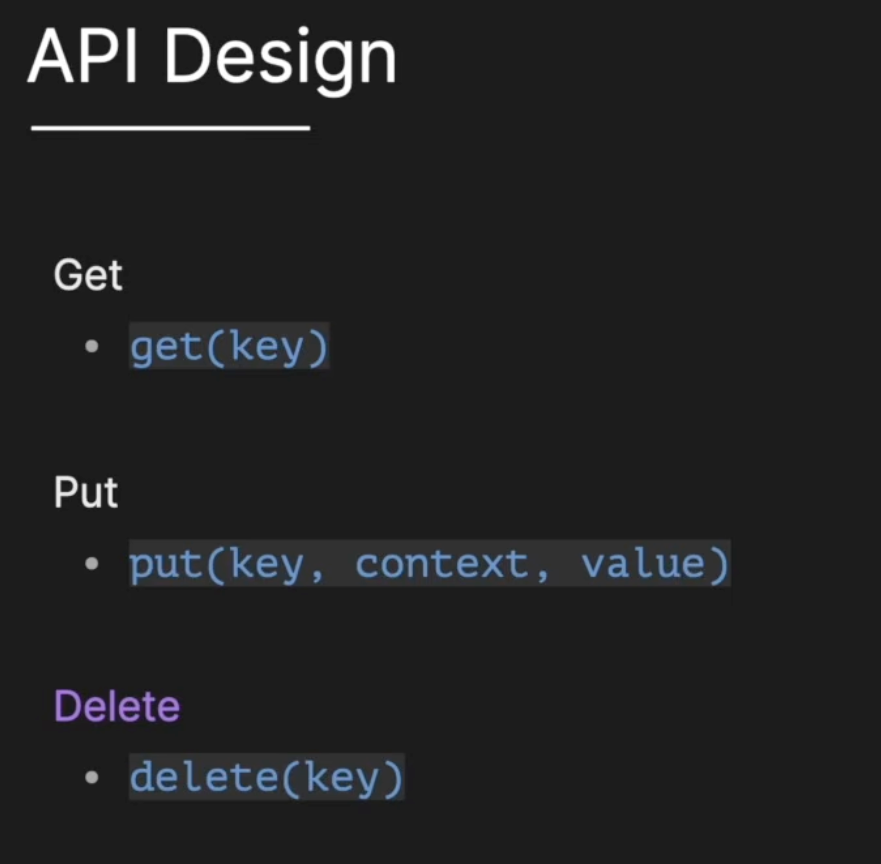 API Design
Get
• get(key)
Put
• put(key, context, value)
Delete
• delete(key)